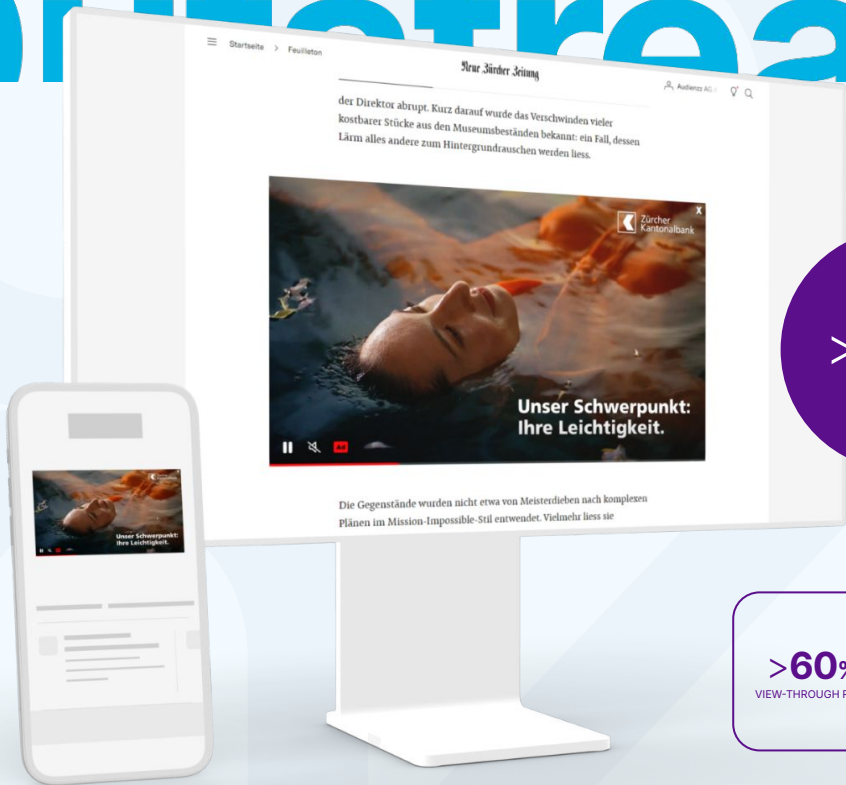 Startseite > Feuilleton
Neue Zürcher Zeitung
Audienzz AG
der Direktor abrupt. Kurz darauf wurde das Verschwinden vieler
kostbarer Stücke aus den Museumsbeständen bekannt: ein Fall, dessen
Lärm alles andere zum Hintergrundrauschen werden liess.
X
Zürcher
Kantonalbank
Unser Schwerpunkt:
Ihre Leichtigkeit.
Ad
Die Gegenstände wurden nicht etwa von Meisterdieben nach komplexen
Plänen im Mission-Impossible-Stil entwendet. Vielmehr liess sie
Unser Schwerpunkt:
Ihre Leichtigkeit.
>
>60%
VIEW-THROUGH